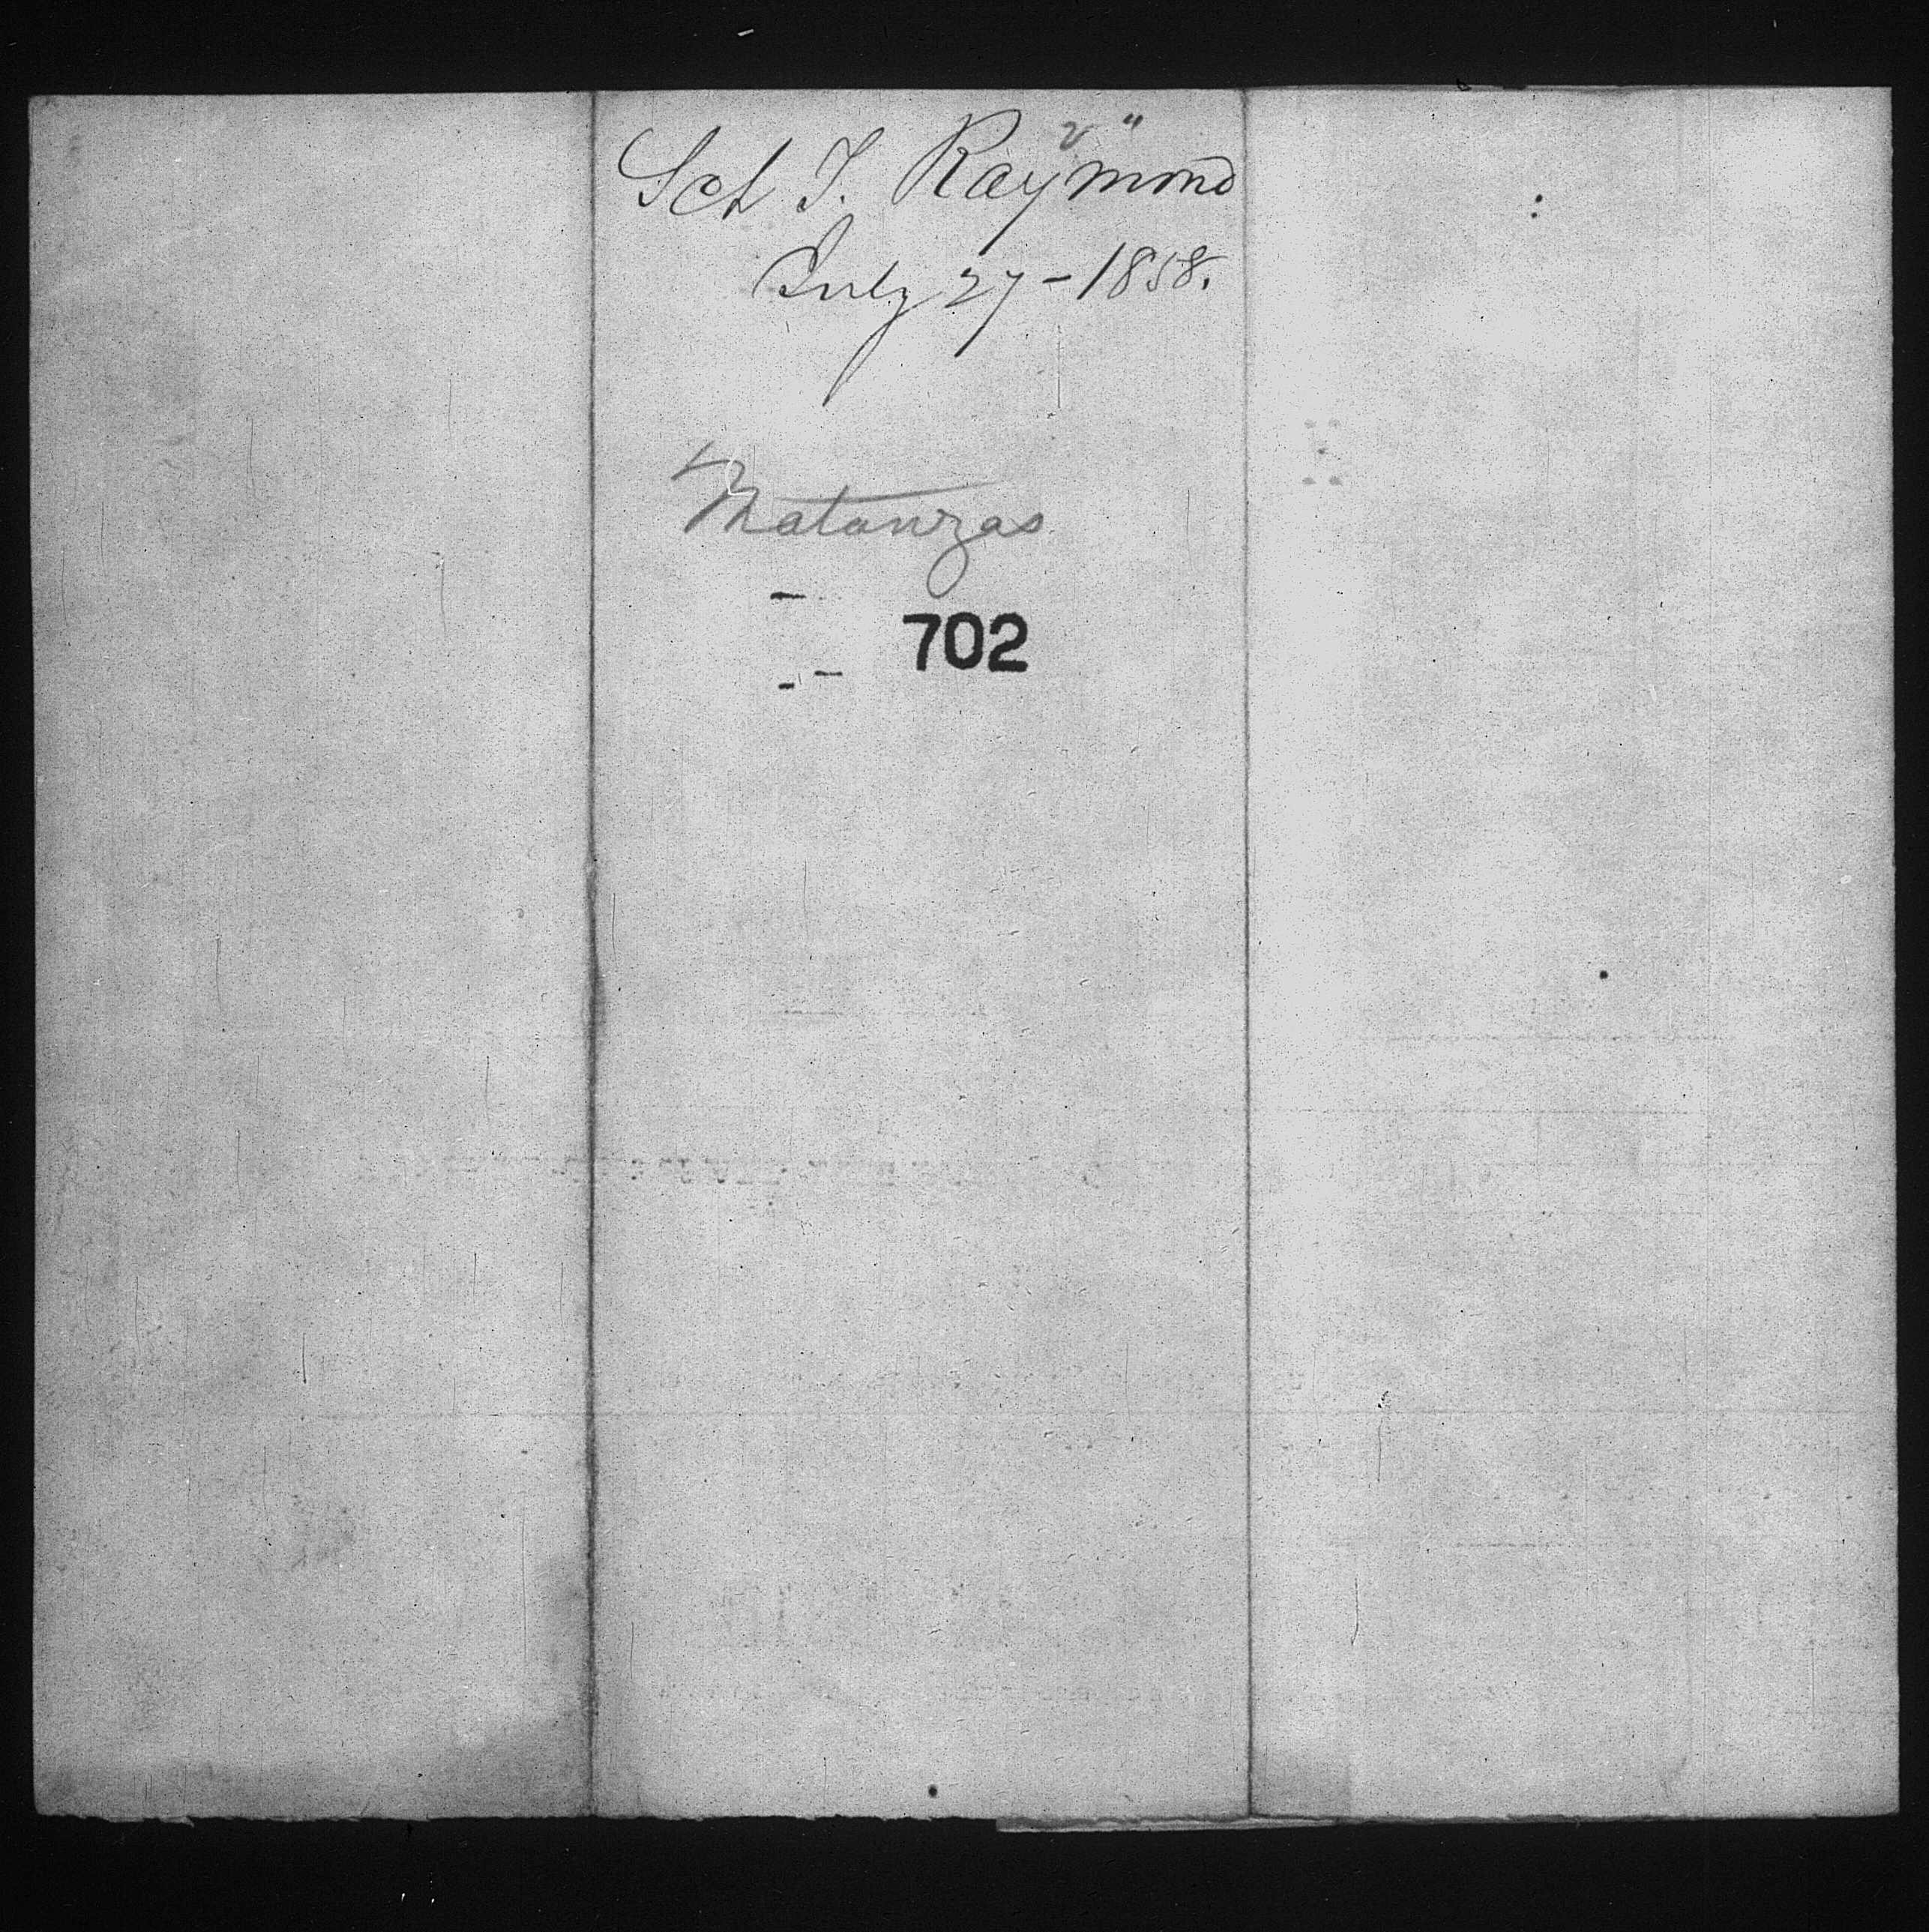 Sch T. Raymond
July 27 - 1858.
Matanzas
702